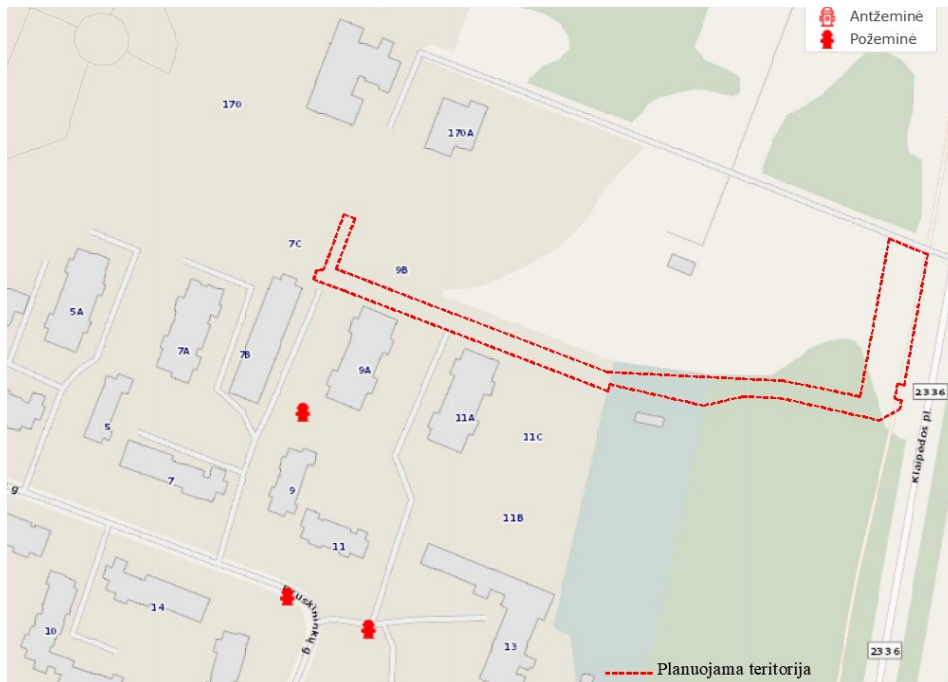 Antžeminė
Požeminė
170
170A
7C
9B
5A
7A
7B
9A
2336
11A
11C
5
Klaipėdos pl.
7
9
g.
11B
11
14
ruskininkų g.
10
13
2336
Planuojama teritorija